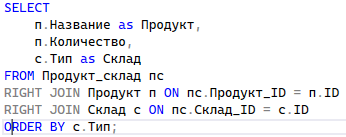 SELECT
п.Название as Продукт,
п.Количество,
с.Тип as Склад
FROM Продукт_склад пс
RIGHT JOIN Продукт п ON пс.Продукт_ID = п.ID
RIGHT JOIN Склад с ON пс.Склад_ID = с.ID
ORDER BY с.Тип;